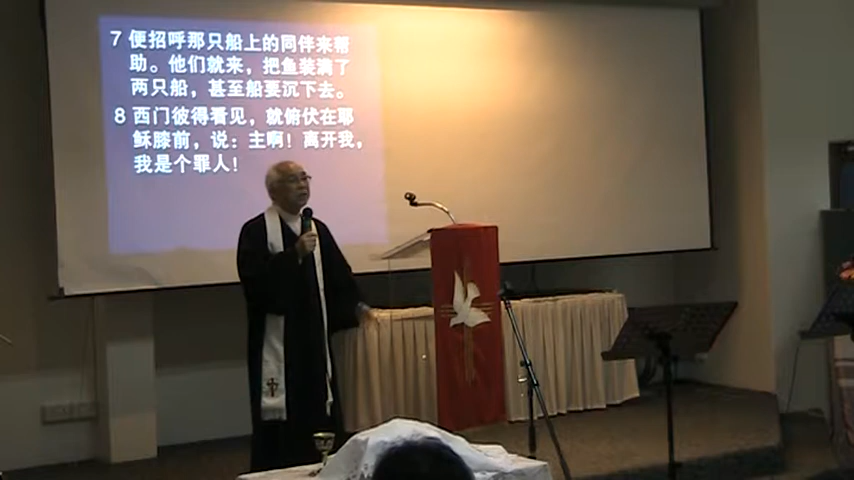 7 便招呼那只船上的同伴来帮
助。他们就来，把鱼装满了
两只船，甚至船要沉下去。
8 西门彼得看见，就俯伏在耶
稣膝前，说：主啊！离开我，
我是个罪人！